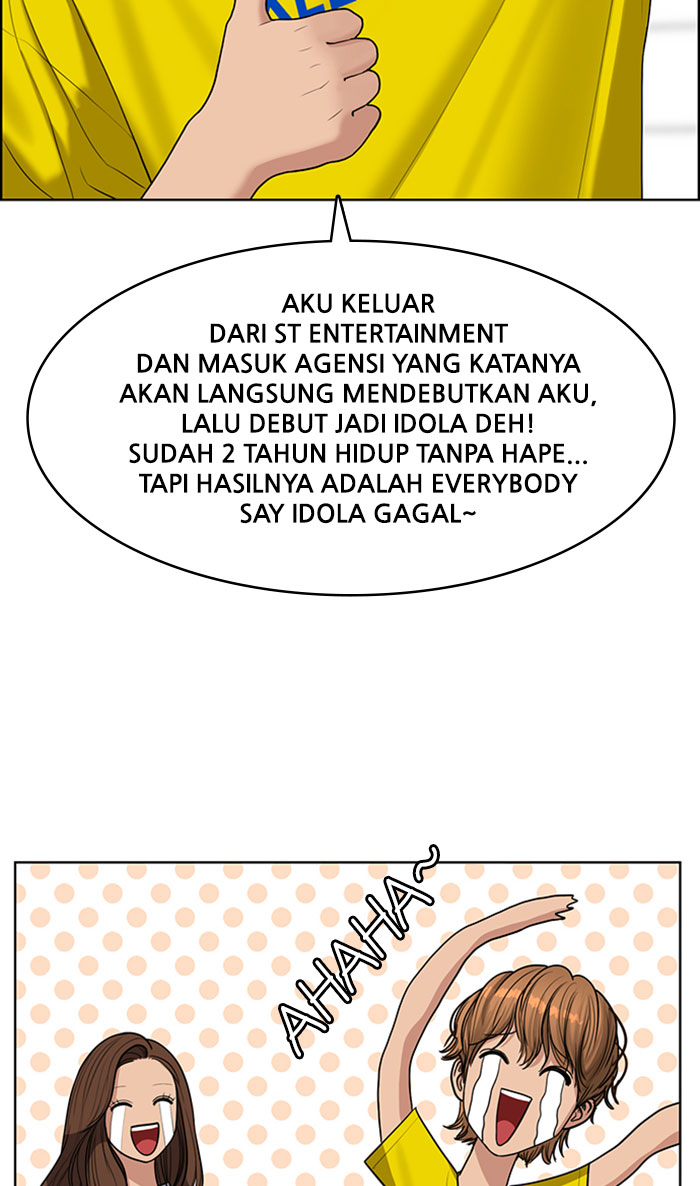 AKU KELUAR
DARI ST ENTERTAINMENT
DAN MASUK AGENSI YANG KATANYA
AKAN LANGSUNG MENDEBUTKAN AKU,
LALU DEBUT JADI IDOLA DEH!
SUDAH 2 TAHUN HIDUP TANPA HAPE...
TAPI HASILNYA ADALAH EVERYBODY
SAY IDOLA GAGAL~
AHAHA~